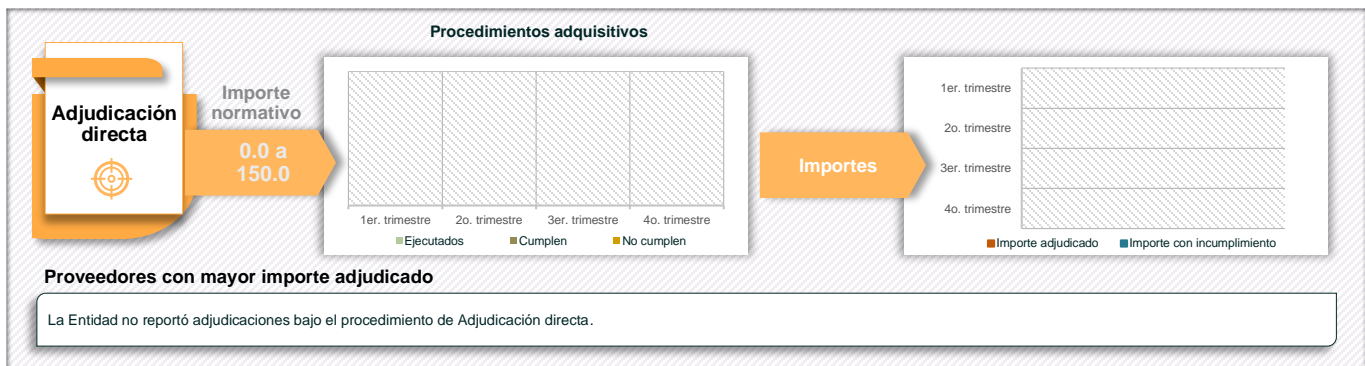 Procedimientos adquisitivos
Adjudicación
directa
Importe
normativo
0.0 a
150.0
1er. trimestre
2o. trimestre
3er. trimestre
4o. trimestre
Ejecutados
Cumplen
No cumplen
Importes
1er. trimestre
2o. trimestre
3er. trimestre
4o. trimestre
Importe adjudicado
Importe con incumplimiento
Proveedores con mayor importe adjudicado
La Entidad no reportó adjudicaciones bajo el procedimiento de Adjudicación directa.